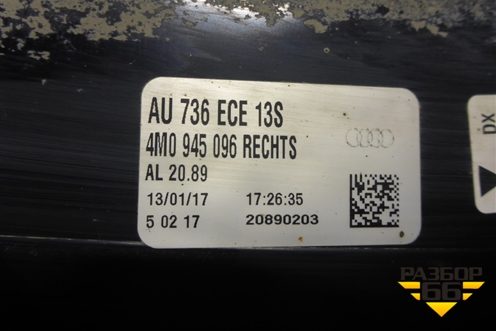 AU 736 ECE 13S
4M0 945 096 RECHTS
AL 20.89
13/01/17 17:26:35
5 02 17 20890203
DX
РАЗБОР
66